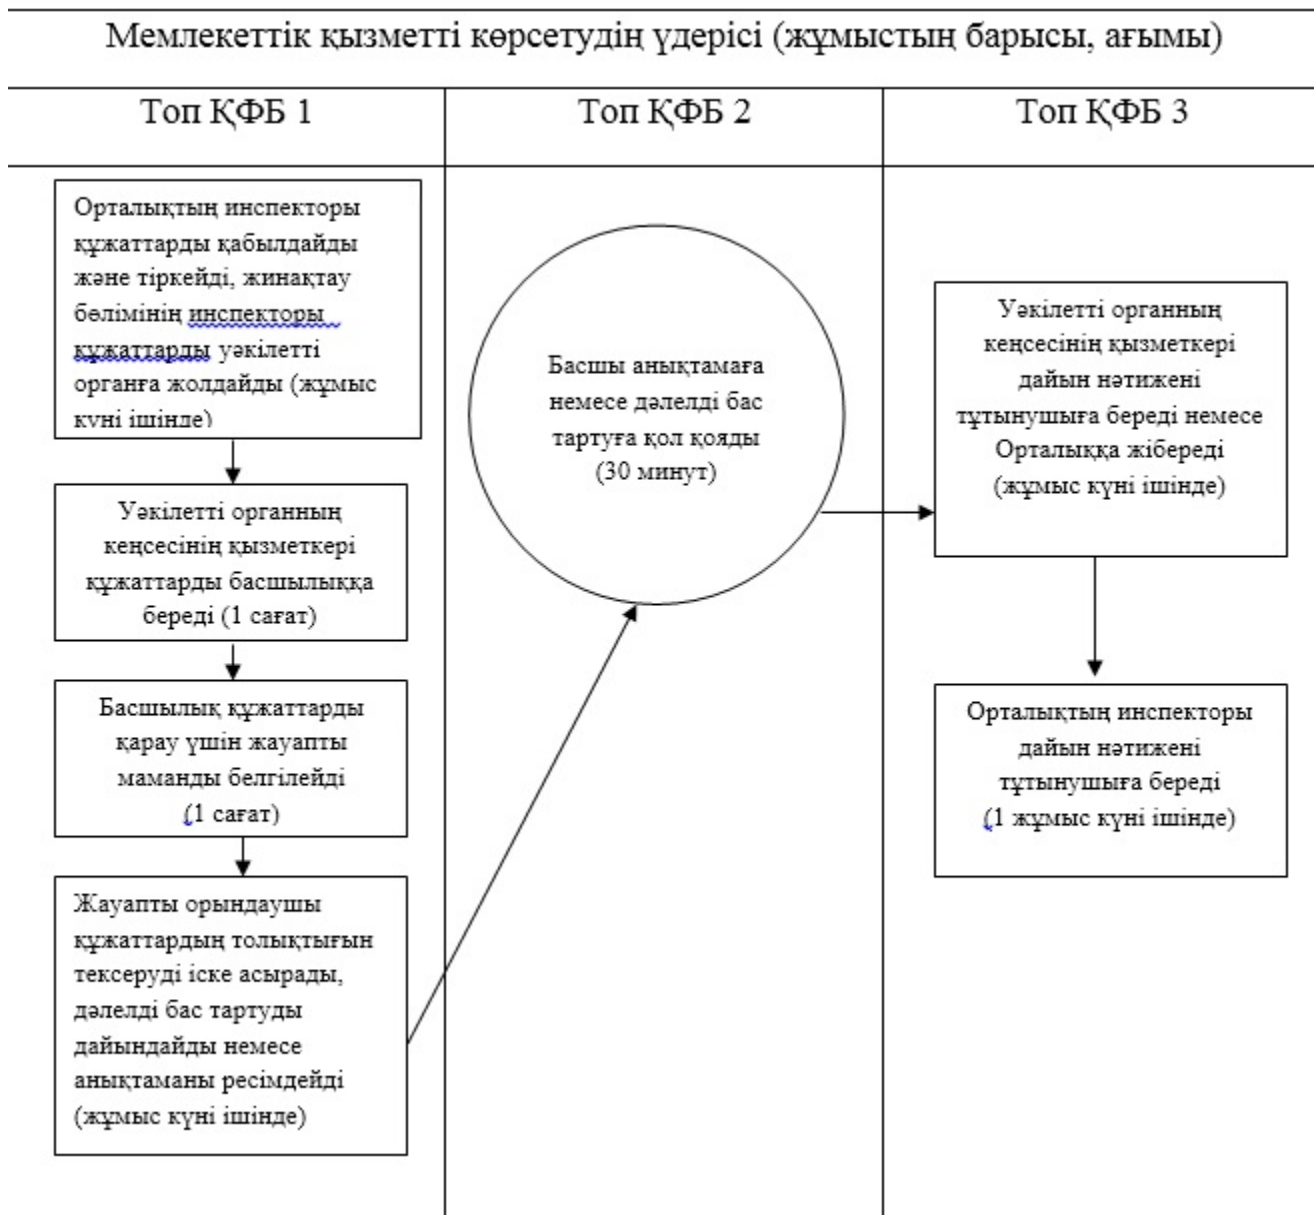 Мемлекеттік қызметті көрсетудің үдерісі (жұмыстың барысы, ағымы)
Топ ҚФБ 1
Топ ҚФБ 2
Топ ҚФБ 3
Орталықтың инспекторы
құжаттарды қабылдайды
және тіркейді, жинақтау
бөлімінің инспекторы
құжаттарды уәкілетті
органға жолдайды (жұмыс
күні ішінде)
Уәкілетті органның
кеңсесінің қызметкері
құжаттарды басшылыққа
береді (1 сағат)
Басшылық құжаттарды
қарау үшін жауапты
маманды белгілейді
(1 сағат)
Жауапты орындаушы
құжаттардың толықтығын
тексеруді іске асырады,
дәлелді бас тартуды
дайындайды немесе
анықтаманы ресімдейді
(жұмыс күні ішінде)
Басшы анықтамаға
немесе дәлелді бас
тартуға қол қояды
(30 минут)
Уәкілетті органның
кеңсесінің қызметкері
дайын нәтижені
тұтынушыға береді немесе
Орталыққа жібереді
(жұмыс күні ішінде)
Орталықтың инспекторы
дайын нәтижені
тұтынушыға береді
(1 жұмыс күні ішінде)